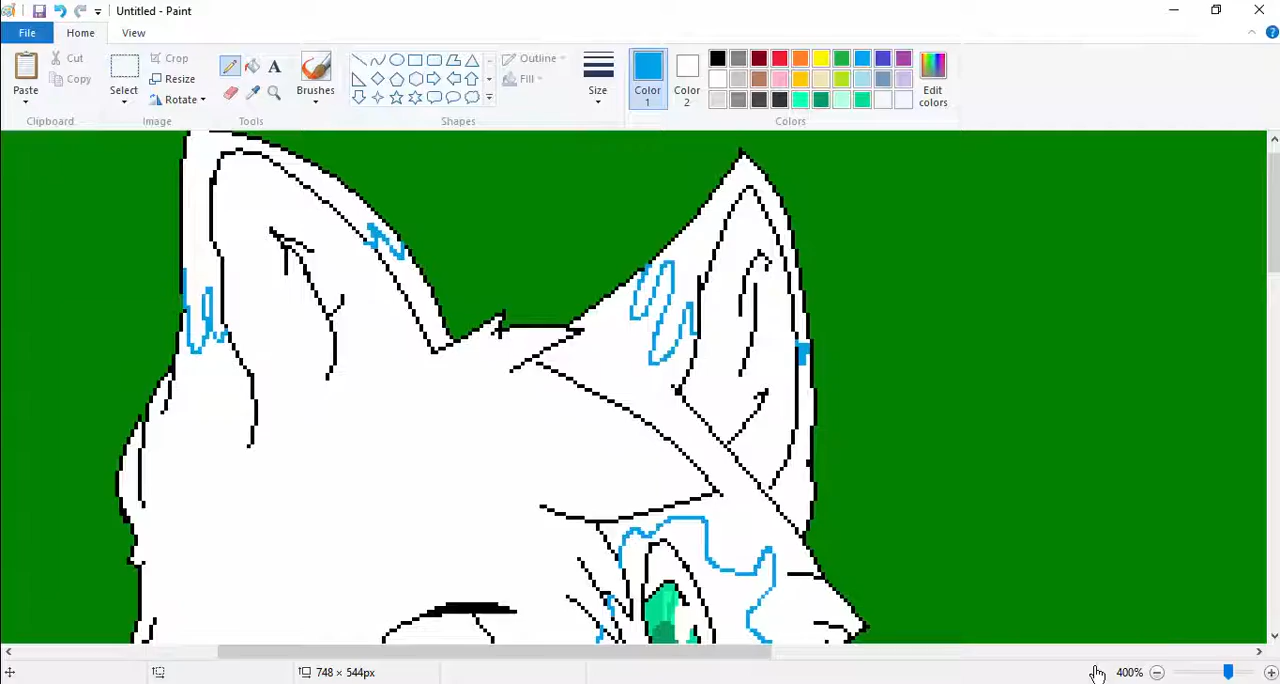 Untitled - Paint
File Home View
Paste
Cut
Copy
Clipboard
Select
Crop
Resize
Rotate
Image
A
Tools
Brushes
Outline
Fill
Shapes
Size
Color 1
Color 2
Edit colors
Colors
748 × 544px
400%